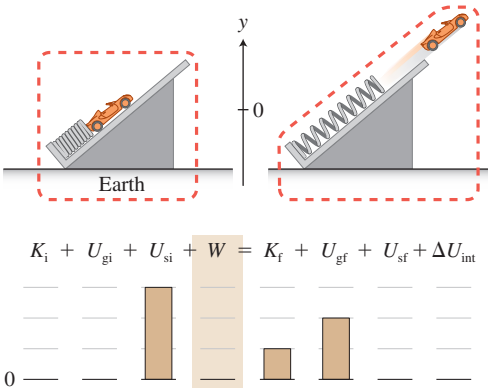 y
0
Earth
Ki + Ugi + Usi + W = Kf + Ugf + Usf + ΔUint
0